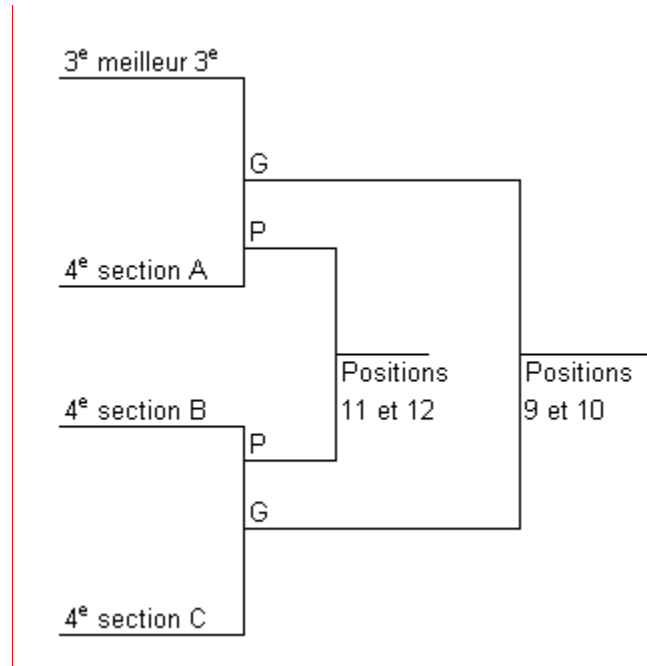 3e meilleur 3e
G
P
4e section A
Positions
11 et 12
Positions
9 et 10
4e section B
P
G
4e section C